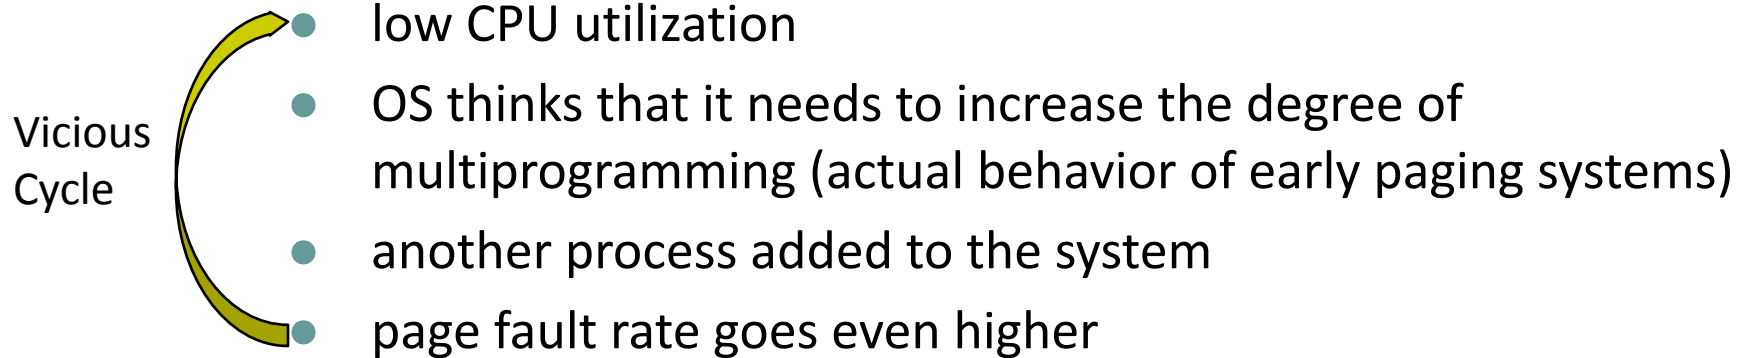 Vicious
Cycle
low CPU utilization
OS thinks that it needs to increase the degree of
multiprogramming (actual behavior of early paging systems)
another process added to the system
page fault rate goes even higher